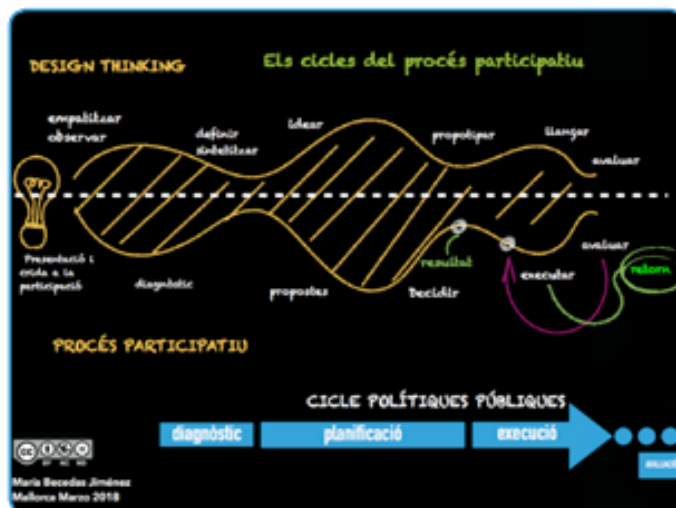 DESIGN THINKING
Els cicles del procés participatiu
empatitzar
observar
definir
sintetitzar
idear
propotipar
llançar
avaluar
Presentació i
crida a la
participació
diagnòstic
propostes
resultat
Decidir
executar
avaluar
retorn
PROCÉS PARTICIPATIU
CICLE POLÍTIQUES PÚBLIQUES
diagnòstic
planificació
execució
María Becedas Jiménez
Mallorca Marzo 2018